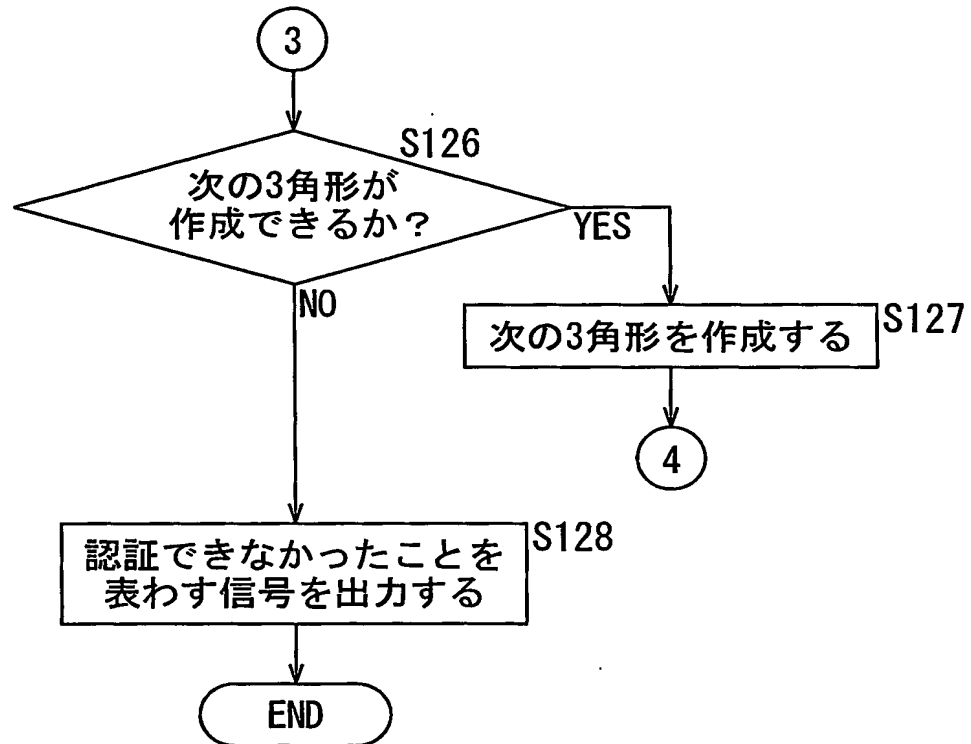 3
S126
次の3角形が
作成できるか？
YES
NO
次の3角形を作成する
S127
4
認証できなかったことを
表わす信号を出力する
S128
END